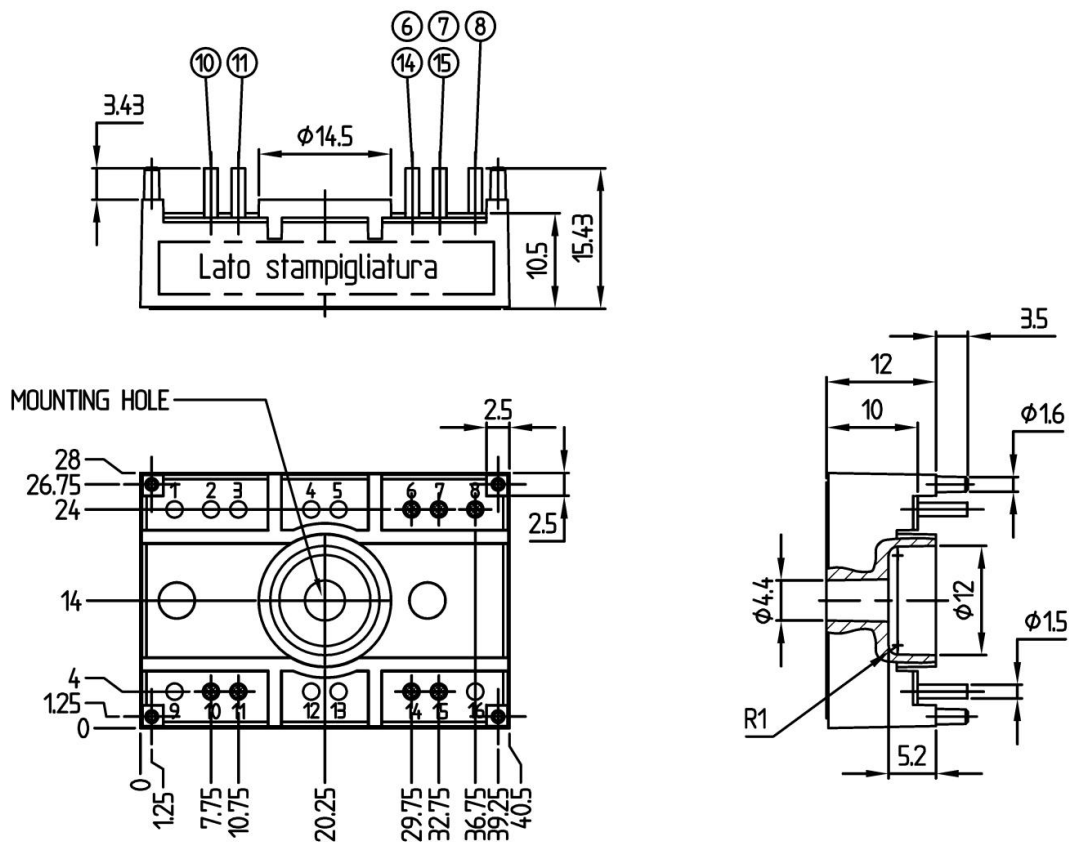 ⑥ ⑦ ⑧
⑩ ⑪ ⑭ ⑮
3.43
Φ14.5
15.43
10.5
Lato stampigliatura
3.5
12
10
Φ1.6
MOUNTING HOLE
2.5
28
26.75
24
1 2 3 4 5 6 7 8
2.5
14
Φ4.4
Φ12
Φ1.5
4
1.25
0
9 10 11 12 13 14 15 16
R1
5.2
0
1.25
7.75
10.75
20.25
29.75
32.75
36.75
39.25
40.5